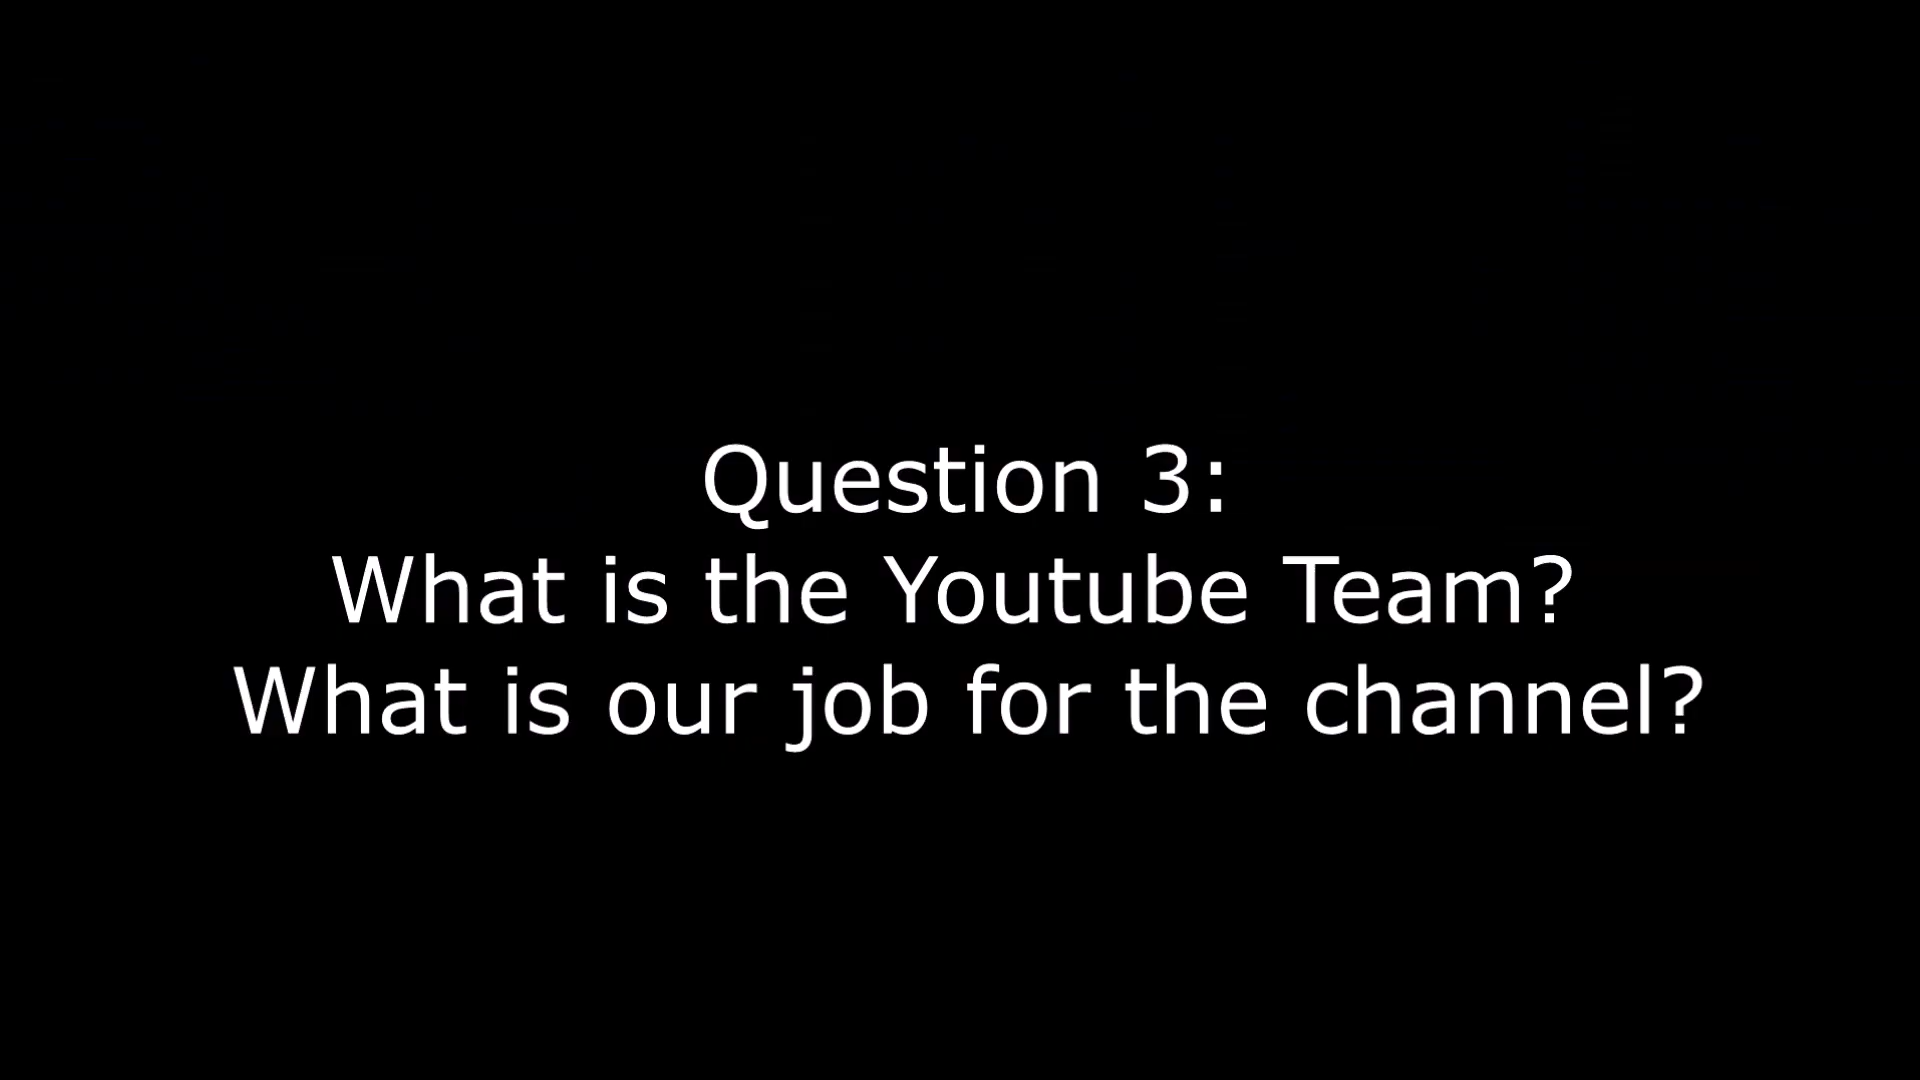 Question 3:
What is the Youtube Team?
What is our job for the channel?